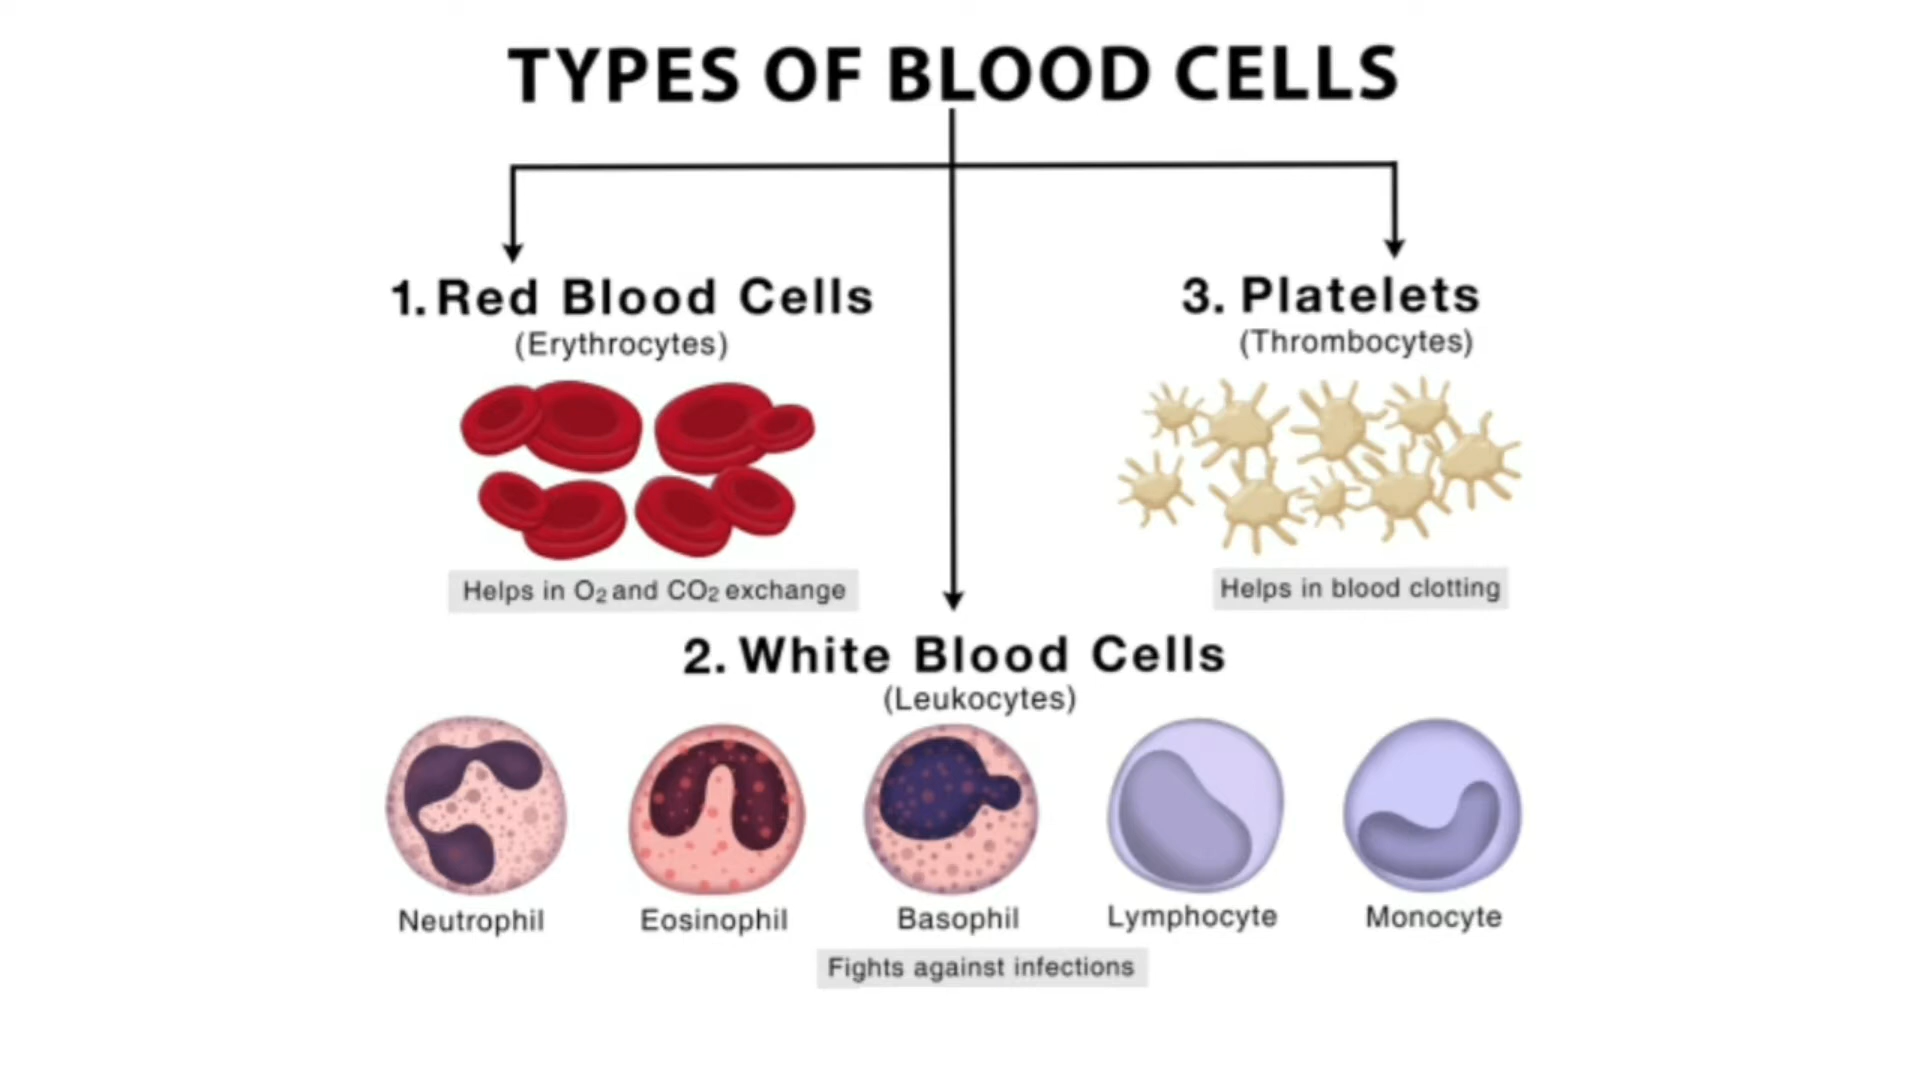 TYPES OF BLOOD CELLS
1. Red Blood Cells
(Erythrocytes)
Helps in O2 and CO2 exchange
3. Platelets
(Thrombocytes)
Helps in blood clotting
2. White Blood Cells
(Leukocytes)
Neutrophil
Eosinophil
Basophil
Lymphocyte
Monocyte
Fights against infections